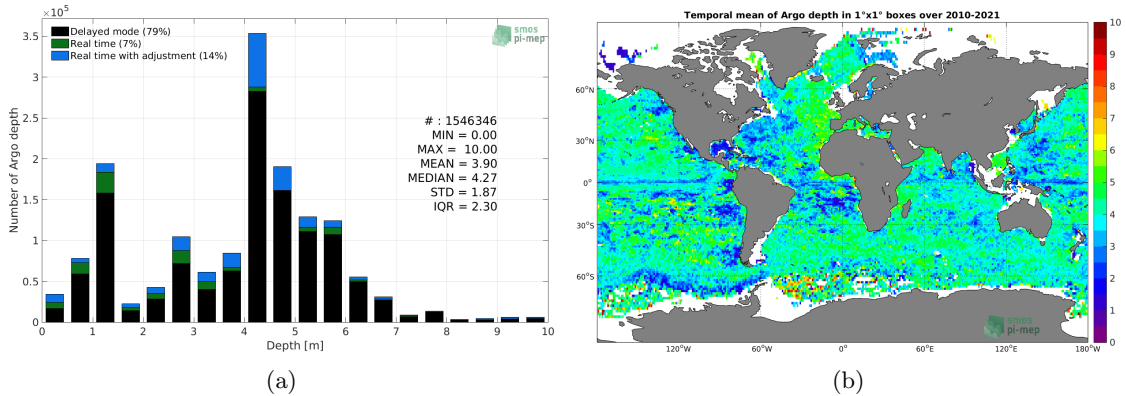 ×10⁵
3.5
3
2.5
2
1.5
1
0.5
0
Number of Argo depth
Delayed mode (79%)
Real time (7%)
Real time with adjustment (14%)
smos
pi-mep
# : 1546346
MIN = 0.00
MAX = 10.00
MEAN = 3.90
MEDIAN = 4.27
STD = 1.87
IQR = 2.30
0 1 2 3 4 5 6 7 8 9 10
Depth [m]
(a)
Temporal mean of Argo depth in 1°x1° boxes over 2010-2021
60°N
30°N
0°
30°S
60°S
smos
pi-mep
120°W 60°W 0° 60°E 120°E 180°W
10
9
8
7
6
5
4
3
2
1
0
(b)